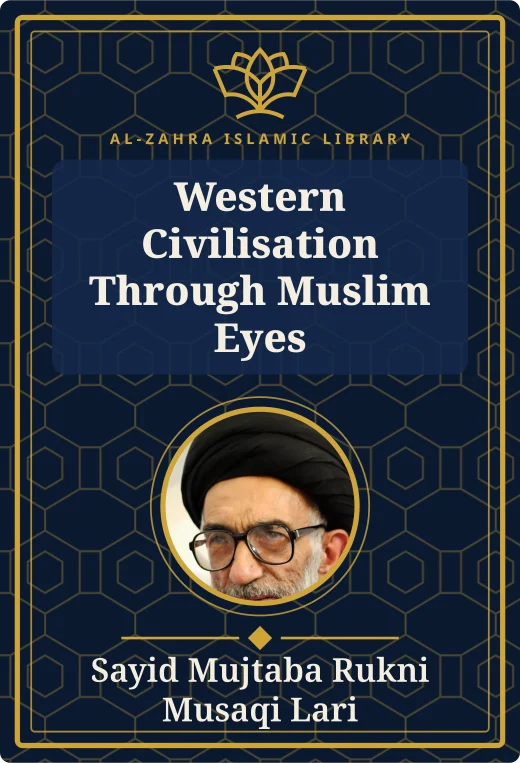 AL-ZAHRA ISLAMIC LIBRARY
Western
Civilisation
Through Muslim
Eyes
Sayid Mujtaba Rukni
Musaqi Lari